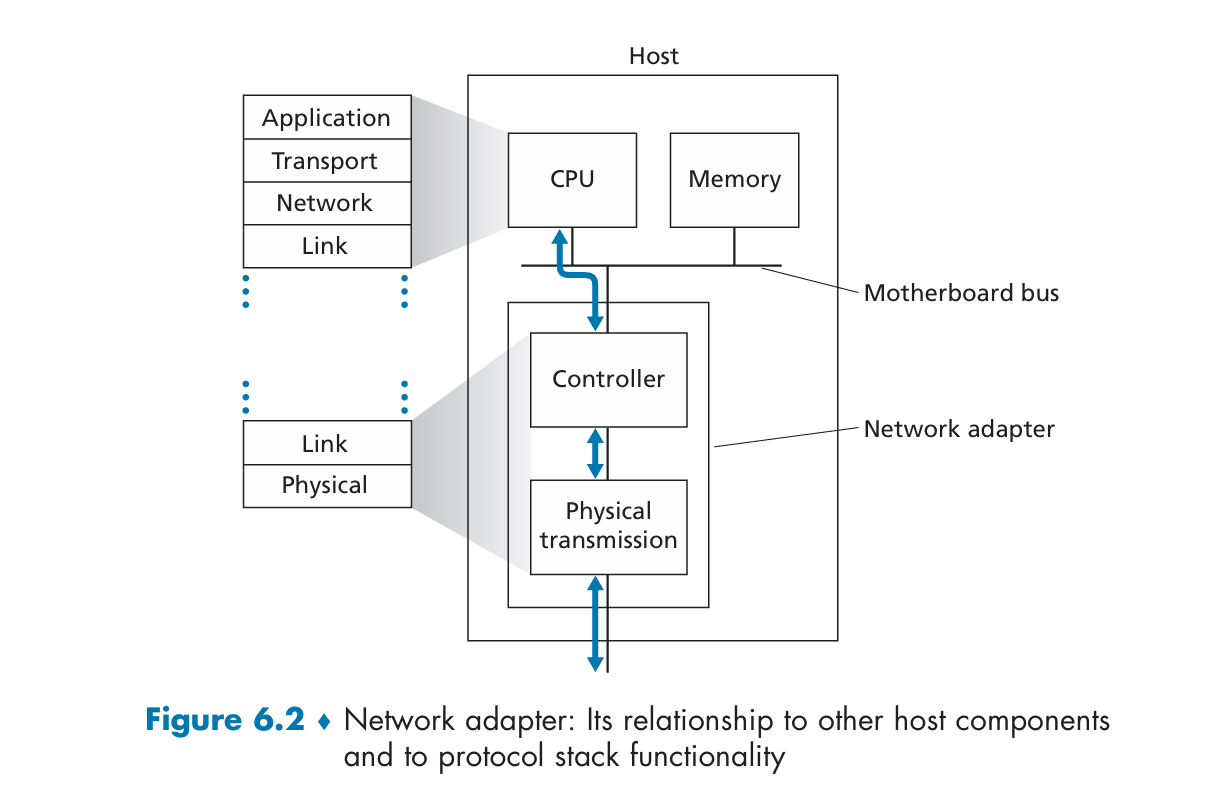 Host
Application
Transport
Network
Link
CPU
Memory
Motherboard bus
Controller
Network adapter
Link
Physical
Physical
transmission
Figure 6.2 ♦ Network adapter: Its relationship to other host components
and to protocol stack functionality